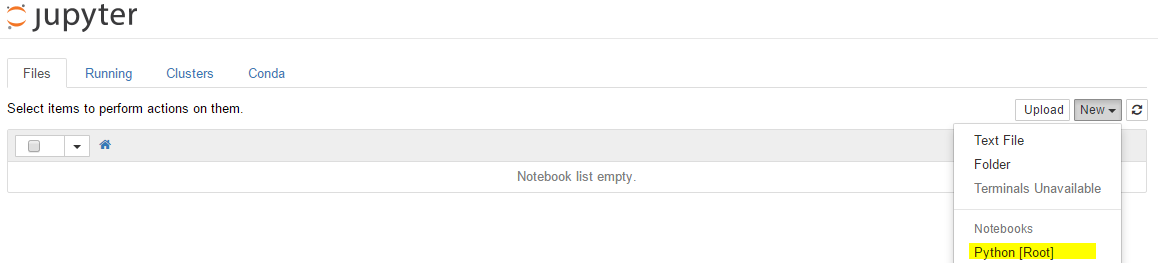 jupyter
Files Running Clusters Conda
Select items to perform actions on them.
Upload New
Notebook list empty.
Text File
Folder
Terminals Unavailable
Notebooks
Python [Root]